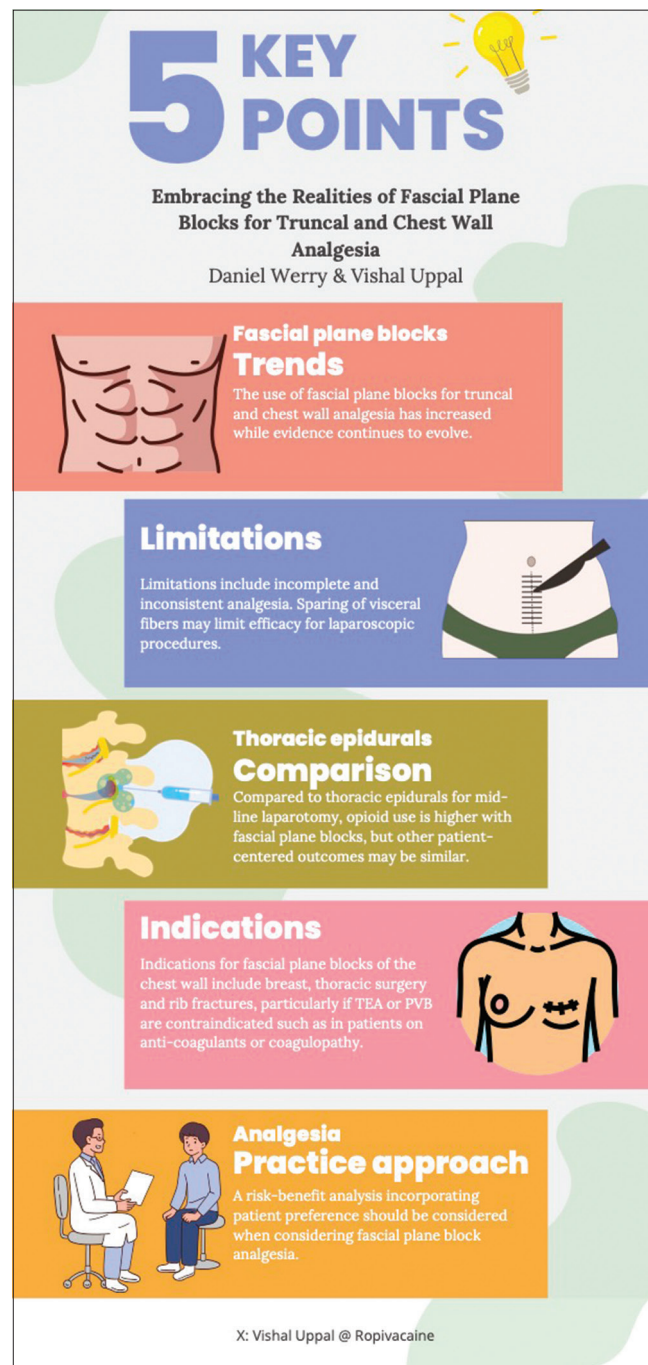 5 KEY
POINTS
Embracing the Realities of Fascial Plane
Blocks for Truncal and Chest Wall
Analgesia
Daniel Werry & Vishal Uppal
Fascial plane blocks
Trends
The use of fascial plane blocks for truncal
and chest wall analgesia has increased
while evidence continues to evolve.
Limitations
Limitations include incomplete and
inconsistent analgesia. Sparing of visceral
fibers may limit efficacy for laparoscopic
procedures.
Thoracic epidurals
Comparison
Compared to thoracic epidurals for mid-
line laparotomy, opioid use is higher with
fascial plane blocks, but other patient-
centered outcomes may be similar.
Indications
Indications for fascial plane blocks of the
chest wall include breast, thoracic surgery
and rib fractures, particularly if TEA or PVB
are contraindicated such as in patients on
anti-coagulants or coagulopathy.
Analgesia
Practice approach
A risk-benefit analysis incorporating
patient preference should be considered
when considering fascial plane block
analgesia.
X: Vishal Uppal @ Ropivacaine